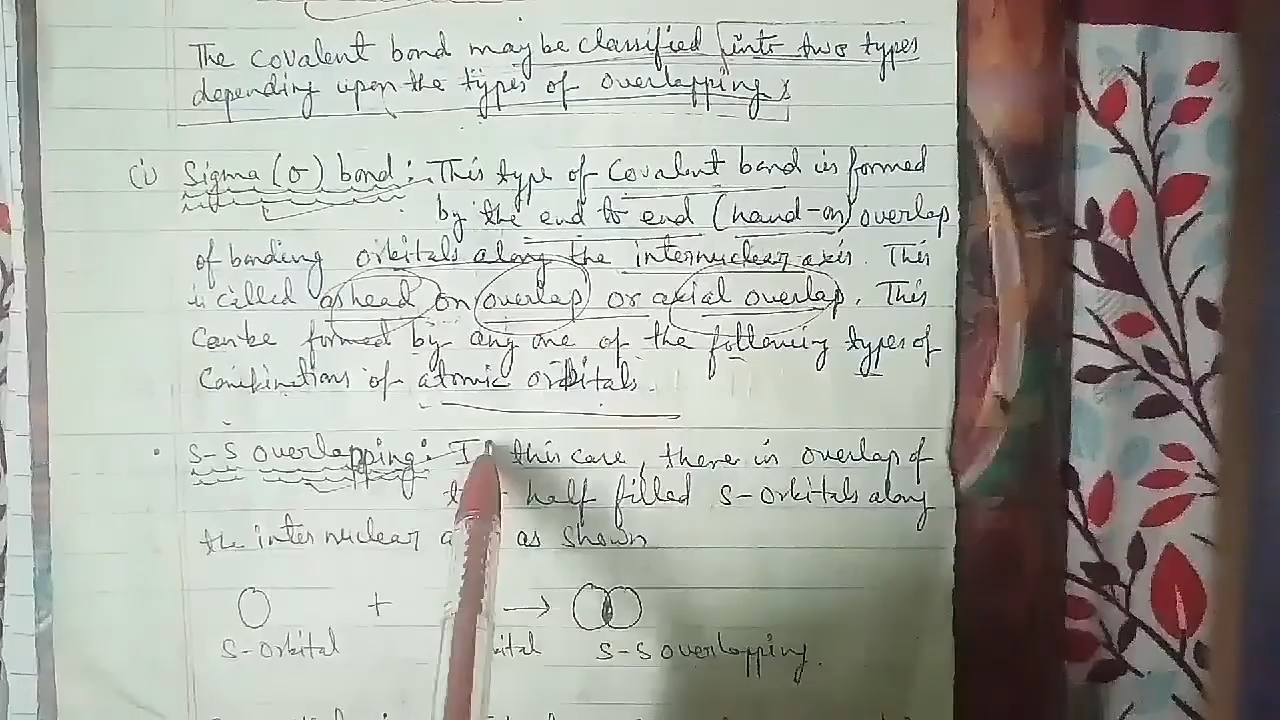 The covalent bond may be classified into two types
depending upon the types of overlapping:
(i) Sigma (σ) bond: This type of covalent bond is formed
by the end to end (hand-on) overlap
of bonding orbitals along the internuclear axis. This
is called as head on overlap or axial overlap. This
can be formed by any one of the following types of
combinations of atomic orbitals.
• S-S overlapping: In this case, there is overlap of
half filled s-orbitals along
the internuclear as shown
+ →
S-orbital S-S overlapping.